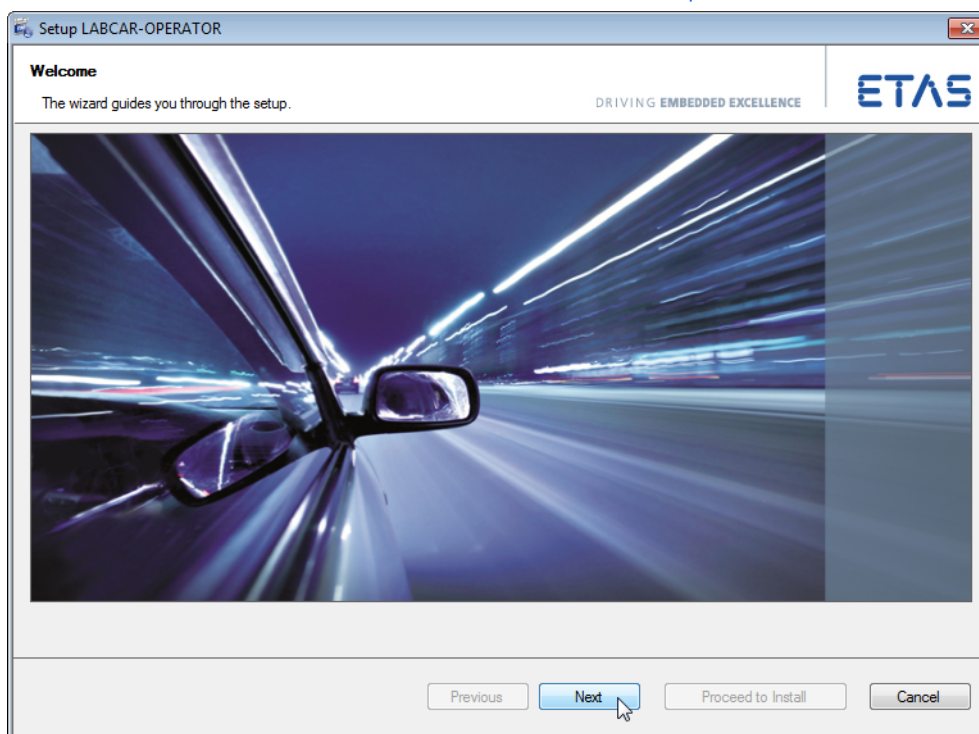 Setup LABCAR-OPERATOR
Welcome
The wizard guides you through the setup.
DRIVING EMBEDDED EXCELLENCE
ETAS
Previous
Next
Proceed to Install
Cancel